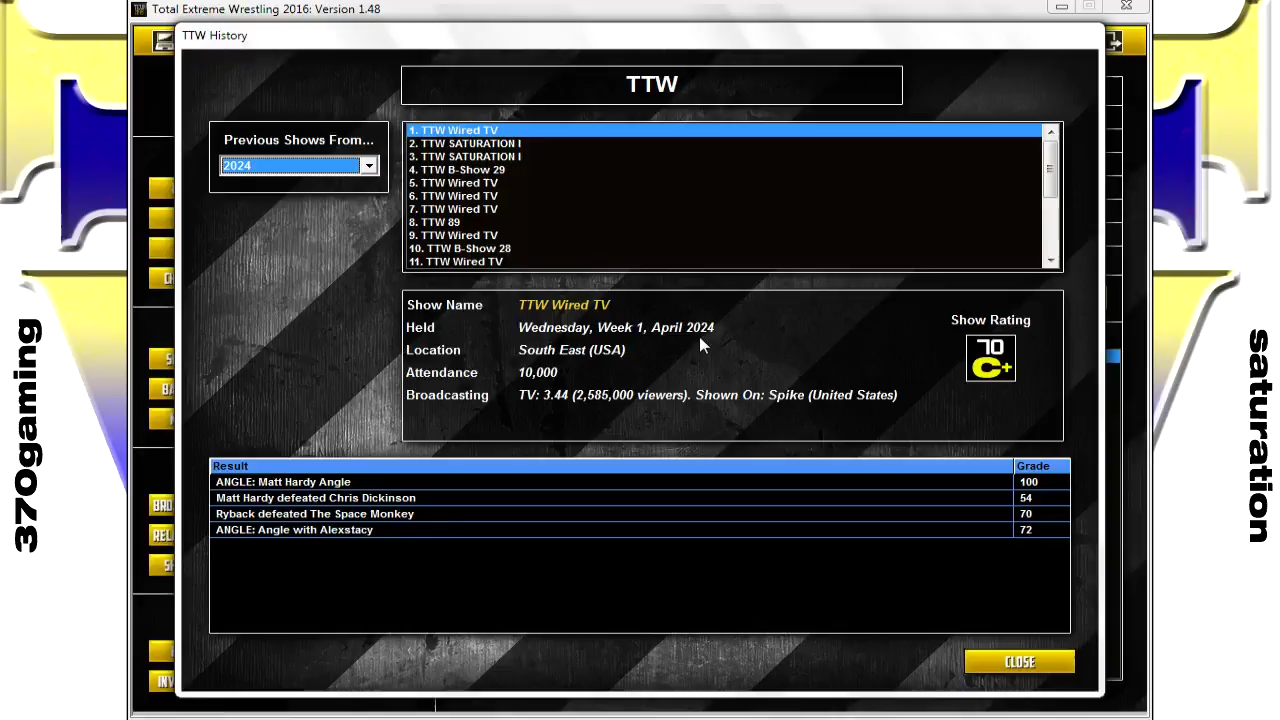 Total Extreme Wrestling 2016: Version 1.48
TTW History
TTW
Previous Shows From...
2024
1. TTW Wired TV
2. TTW SATURATION I
3. TTW SATURATION I
4. TTW B-Show 29
5. TTW Wired TV
6. TTW Wired TV
7. TTW Wired TV
8. TTW 89
9. TTW Wired TV
10. TTW B-Show 28
11. TTW Wired TV
Show Name TTW Wired TV
Held Wednesday, Week 1, April 2024
Location South East (USA)
Attendance 10,000
Broadcasting TV: 3.44 (2,585,000 viewers). Shown On: Spike (United States)
Show Rating
70
C+
Result Grade
ANGLE: Matt Hardy Angle 100
Matt Hardy defeated Chris Dickinson 54
Ryback defeated The Space Monkey 70
ANGLE: Angle with Alexstacy 72
CLOSE
370gaming
saturation